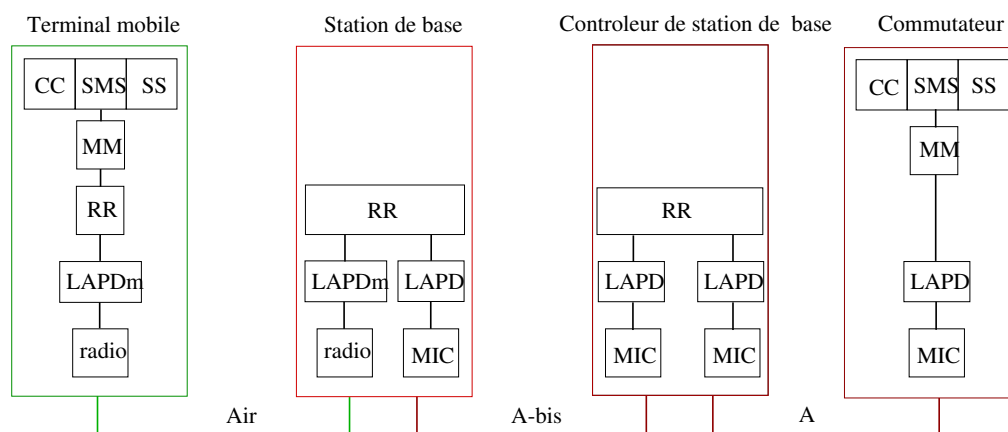 Terminal mobile
Station de base
Controleur de station de base
Commutateur
CC SMS SS
CC SMS SS
MM
MM
RR
RR
RR
LAPDm
LAPDm LAPD
LAPD LAPD
LAPD
radio
radio MIC
MIC MIC
MIC
Air
A-bis
A